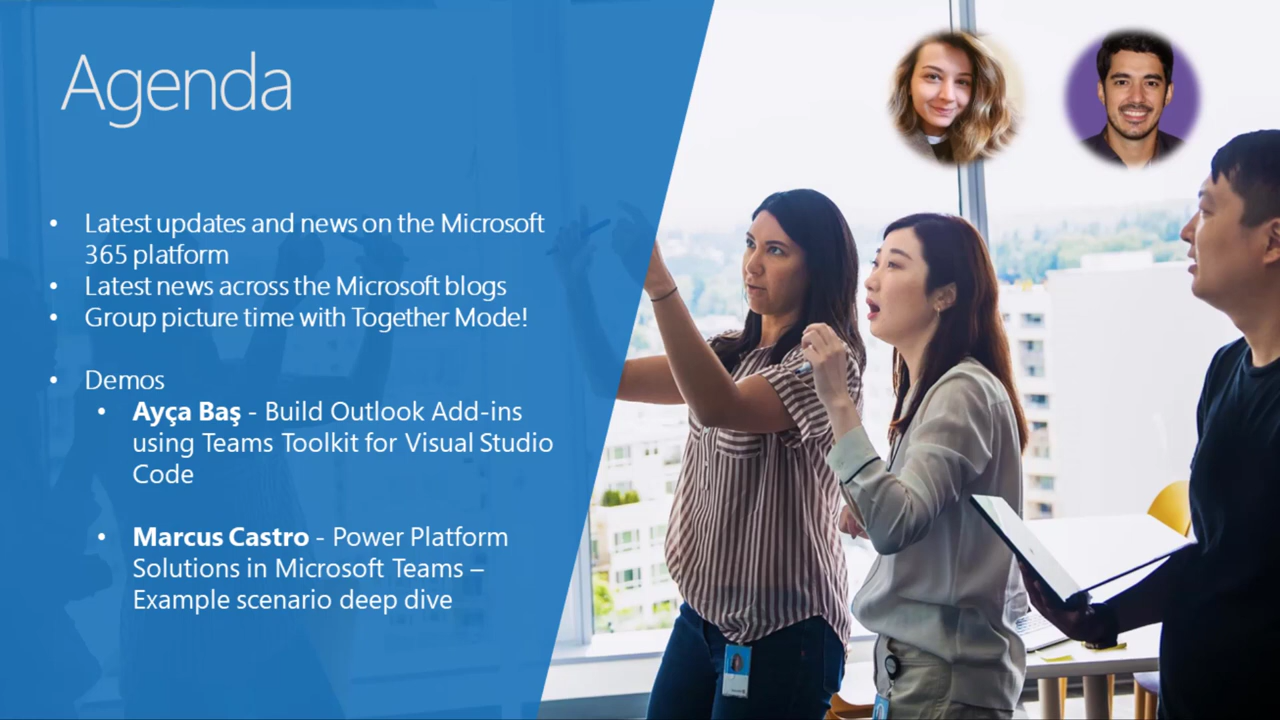 Agenda
• Latest updates and news on the Microsoft
365 platform
• Latest news across the Microsoft blogs
• Group picture time with Together Mode!
• Demos
• Ayça Baş - Build Outlook Add-ins
using Teams Toolkit for Visual Studio
Code
• Marcus Castro - Power Platform
Solutions in Microsoft Teams –
Example scenario deep dive